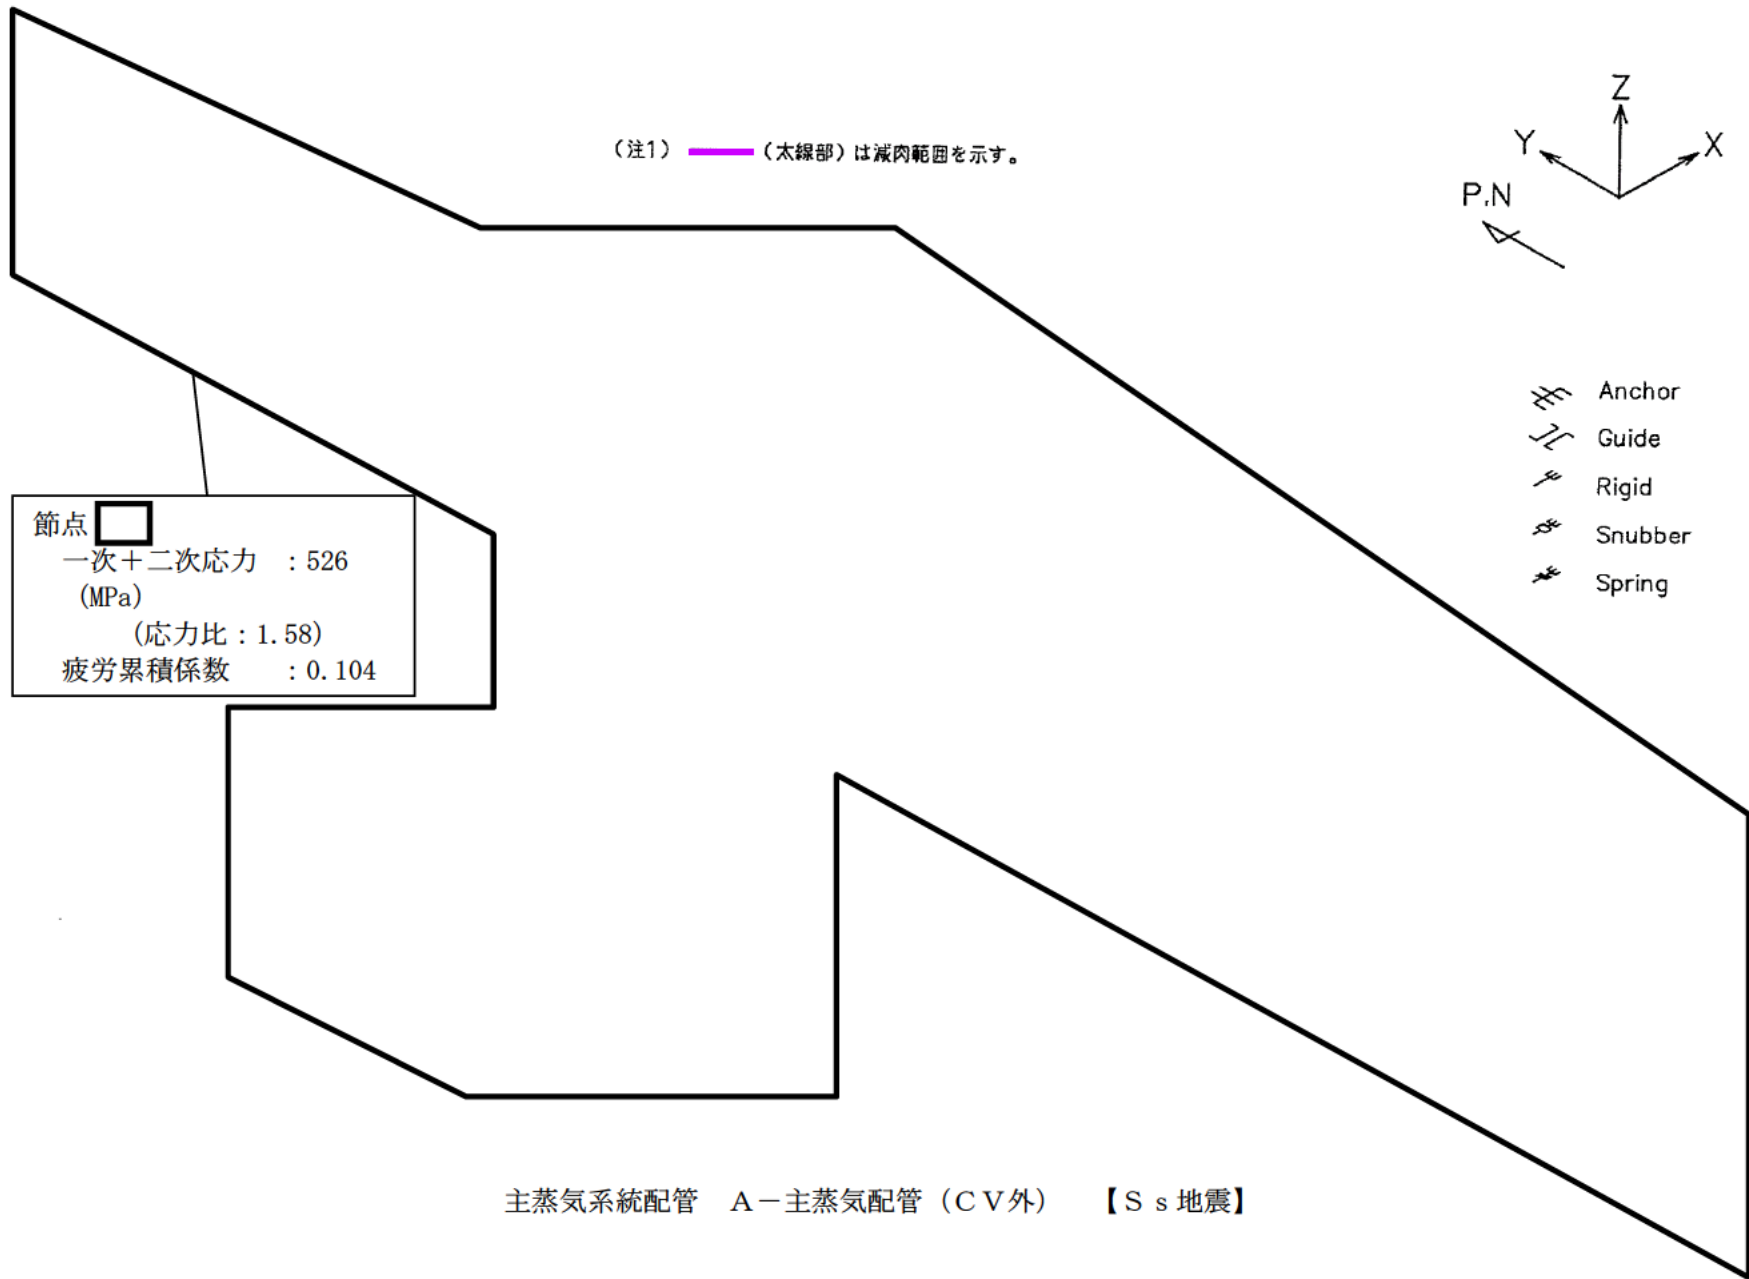 （注1）　　（太線部）は減肉範囲を示す。
Z
Y
X
P.N
Anchor
Guide
Rigid
Snubber
Spring
節点
一次＋二次応力　：526
(MPa)
（応力比：1.58）
疲労累積係数　　：0.104
主蒸気系統配管　A－主蒸気配管（ＣＶ外）　【Ｓｓ地震】